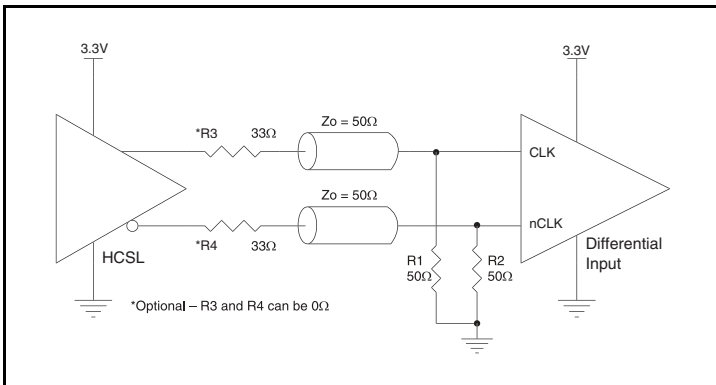 3.3V
3.3V
*R3 33Ω
Zo = 50Ω
CLK
Zo = 50Ω
nCLK
*R4 33Ω
HCSL
R1
50Ω
R2
50Ω
Differential
Input
*Optional – R3 and R4 can be 0Ω